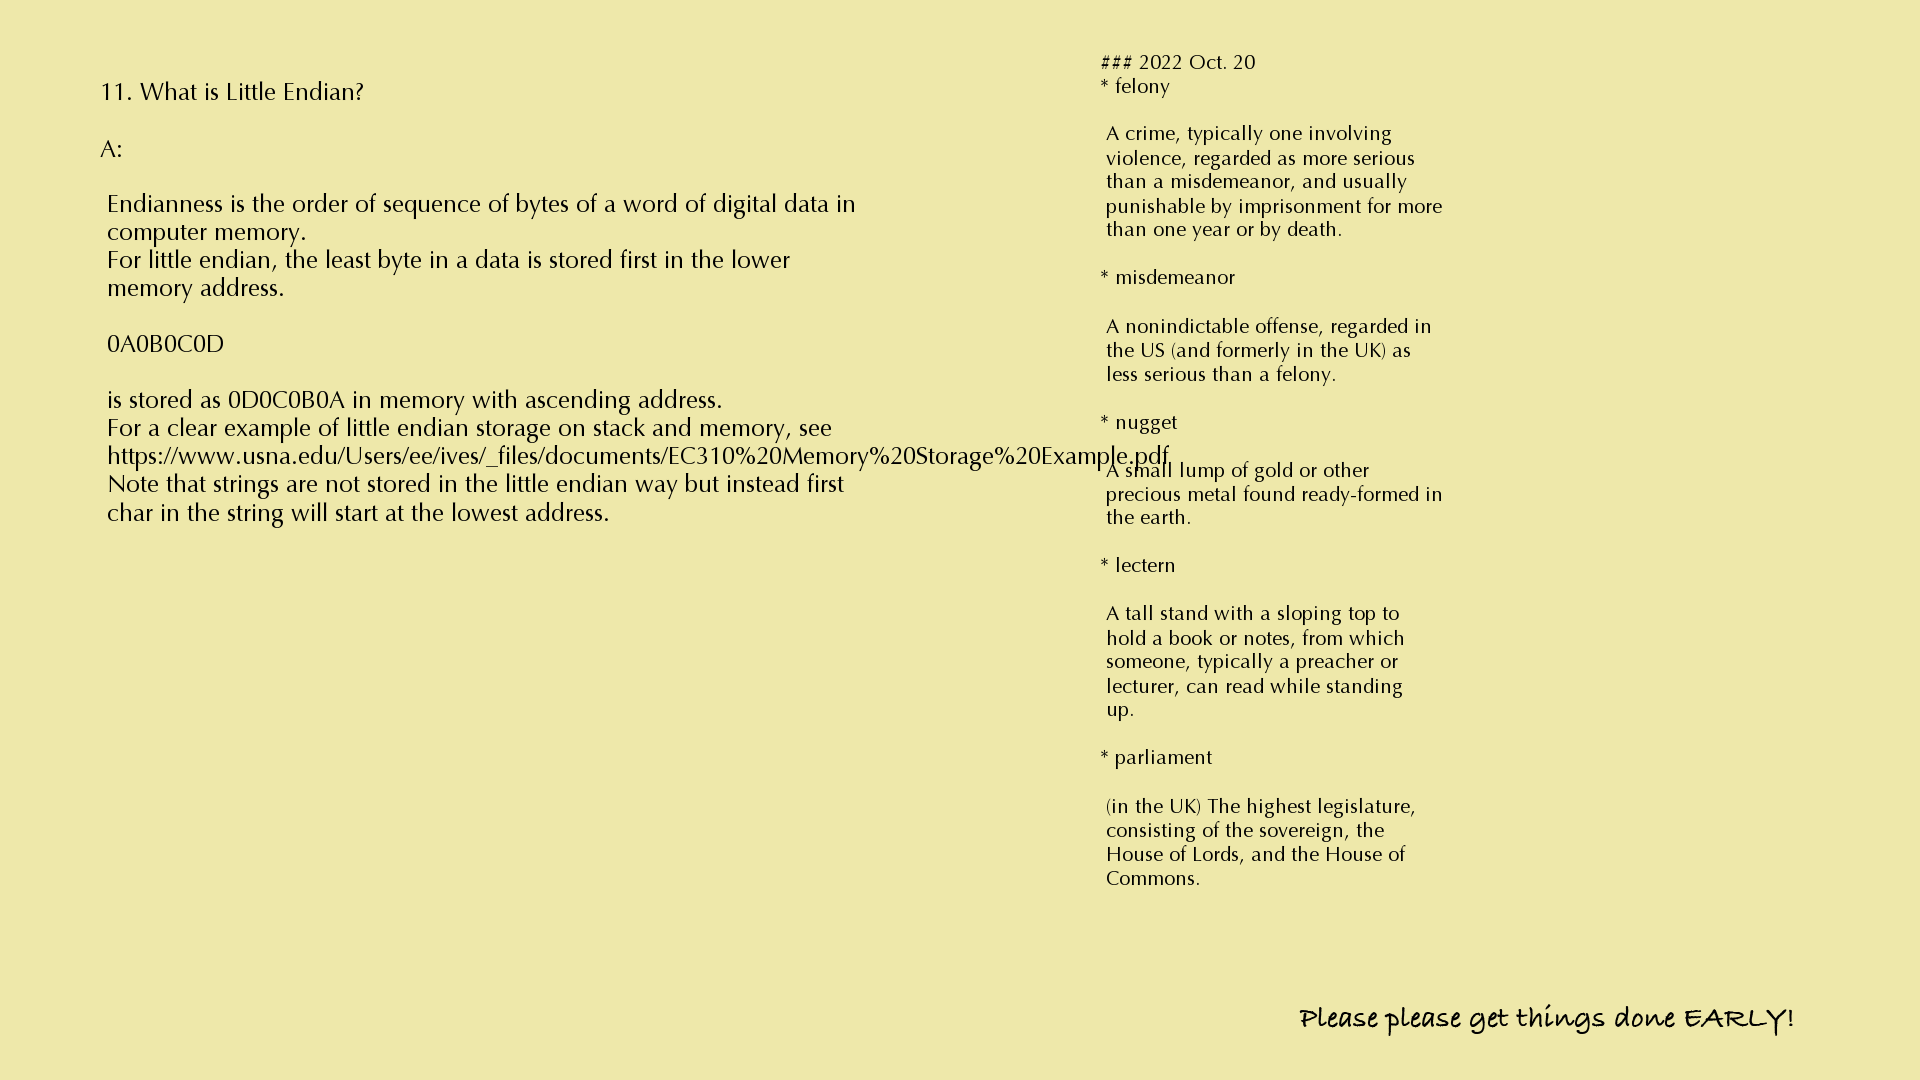 11. What is Little Endian?
A:
Endianness is the order of sequence of bytes of a word of digital data in
computer memory.
For little endian, the least byte in a data is stored first in the lower
memory address.
0A0B0C0D
is stored as 0D0C0B0A in memory with ascending address.
For a clear example of little endian storage on stack and memory, see
https://www.usna.edu/Users/ee/ives/_files/documents/EC310%20Memory%20Storage%20Example.pdf
Note that strings are not stored in the little endian way but instead first
char in the string will start at the lowest address.
### 2022 Oct. 20
* felony
A crime, typically one involving
violence, regarded as more serious
than a misdemeanor, and usually
punishable by imprisonment for more
than one year or by death.
* misdemeanor
A nonindictable offense, regarded in
the US (and formerly in the UK) as
less serious than a felony.
* nugget
A small lump of gold or other
precious metal found ready-formed in
the earth.
* lectern
A tall stand with a sloping top to
hold a book or notes, from which
someone, typically a preacher or
lecturer, can read while standing
up.
* parliament
(in the UK) The highest legislature,
consisting of the sovereign, the
House of Lords, and the House of
Commons.
Please please get things done EARLY!